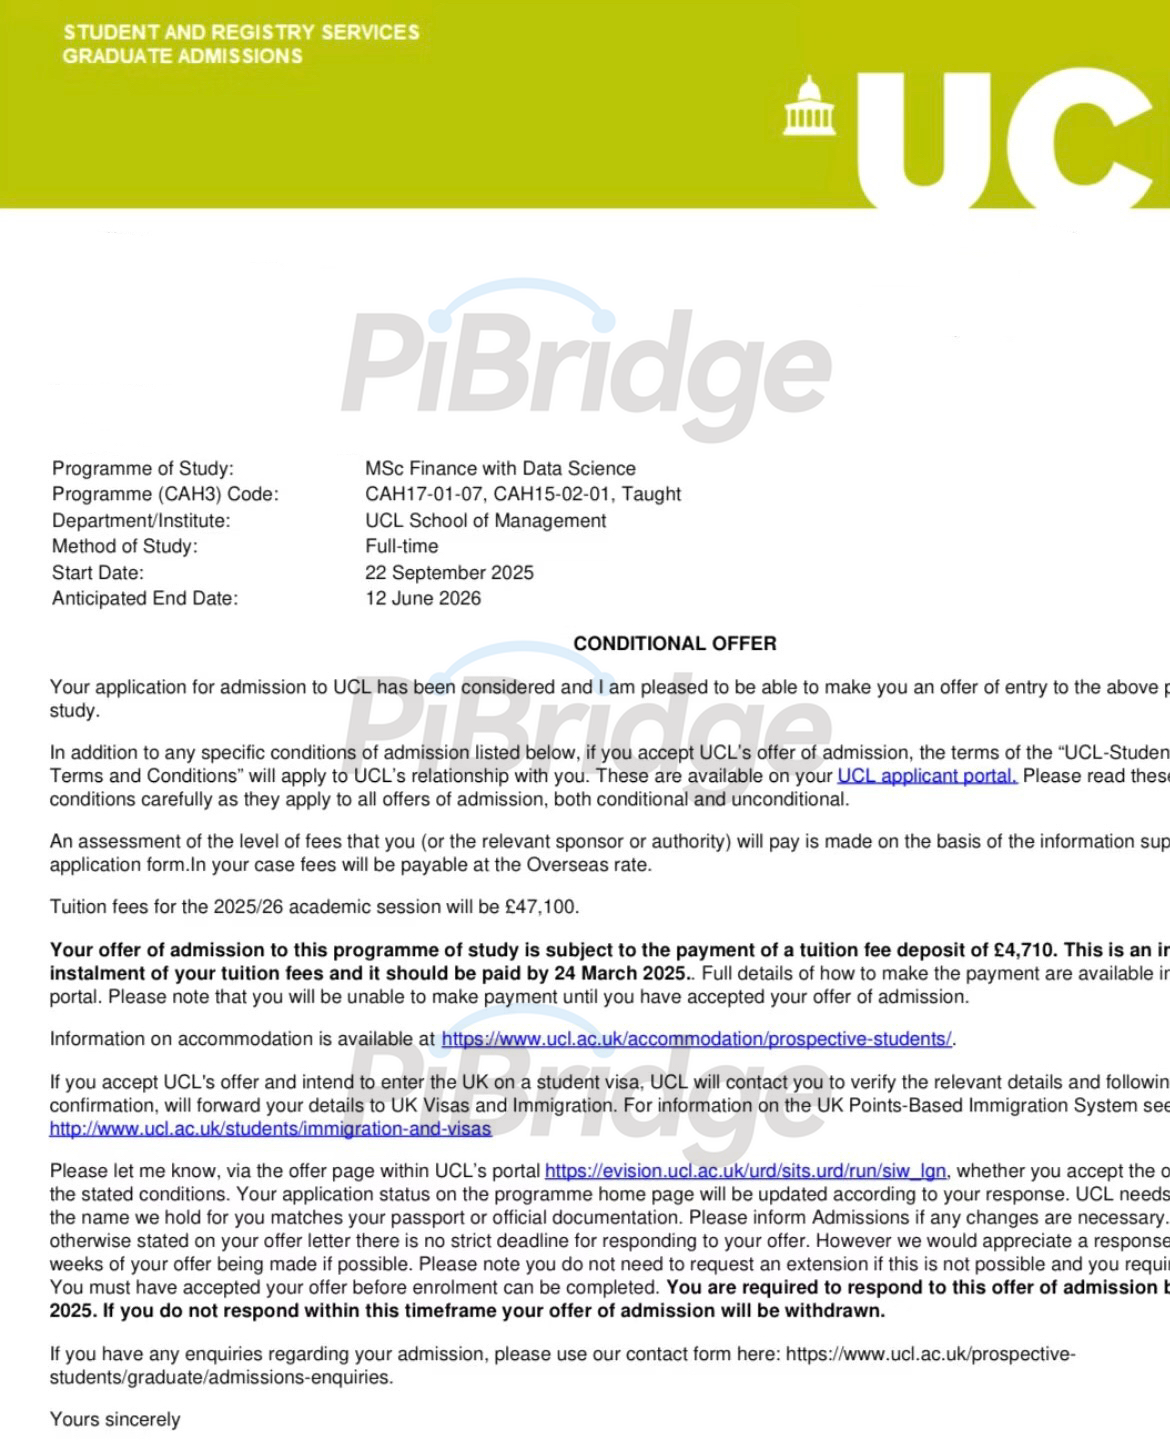 STUDENT AND REGISTRY SERVICES
GRADUATE ADMISSIONS
UC
PiBridge
Programme of Study: MSc Finance with Data Science
Programme (CAH3) Code: CAH17-01-07, CAH15-02-01, Taught
Department/Institute: UCL School of Management
Method of Study: Full-time
Start Date: 22 September 2025
Anticipated End Date: 12 June 2026
CONDITIONAL OFFER
PiBridge
Your application for admission to UCL has been considered and I am pleased to be able to make you an offer of entry to the above p
study.
In addition to any specific conditions of admission listed below, if you accept UCL's offer of admission, the terms of the “UCL-Studen
Terms and Conditions” will apply to UCL's relationship with you. These are available on your UCL applicant portal. Please read these
conditions carefully as they apply to all offers of admission, both conditional and unconditional.
An assessment of the level of fees that you (or the relevant sponsor or authority) will pay is made on the basis of the information sup
application form.In your case fees will be payable at the Overseas rate.
Tuition fees for the 2025/26 academic session will be £47,100.
Your offer of admission to this programme of study is subject to the payment of a tuition fee deposit of £4,710. This is an in
instalment of your tuition fees and it should be paid by 24 March 2025.. Full details of how to make the payment are available in
portal. Please note that you will be unable to make payment until you have accepted your offer of admission.
Information on accommodation is available at https://www.ucl.ac.uk/accommodation/prospective-students/.
PiBridge
If you accept UCL's offer and intend to enter the UK on a student visa, UCL will contact you to verify the relevant details and followin
confirmation, will forward your details to UK Visas and Immigration. For information on the UK Points-Based Immigration System see
http://www.ucl.ac.uk/students/immigration-and-visas
Please let me know, via the offer page within UCL's portal https://evision.ucl.ac.uk/urd/sits.urd/run/siw_lgn, whether you accept the o
the stated conditions. Your application status on the programme home page will be updated according to your response. UCL needs
the name we hold for you matches your passport or official documentation. Please inform Admissions if any changes are necessary.
otherwise stated on your offer letter there is no strict deadline for responding to your offer. However we would appreciate a response
weeks of your offer being made if possible. Please note you do not need to request an extension if this is not possible and you requi
You must have accepted your offer before enrolment can be completed. You are required to respond to this offer of admission b
2025. If you do not respond within this timeframe your offer of admission will be withdrawn.
If you have any enquiries regarding your admission, please use our contact form here: https://www.ucl.ac.uk/prospective-
students/graduate/admissions-enquiries.
Yours sincerely